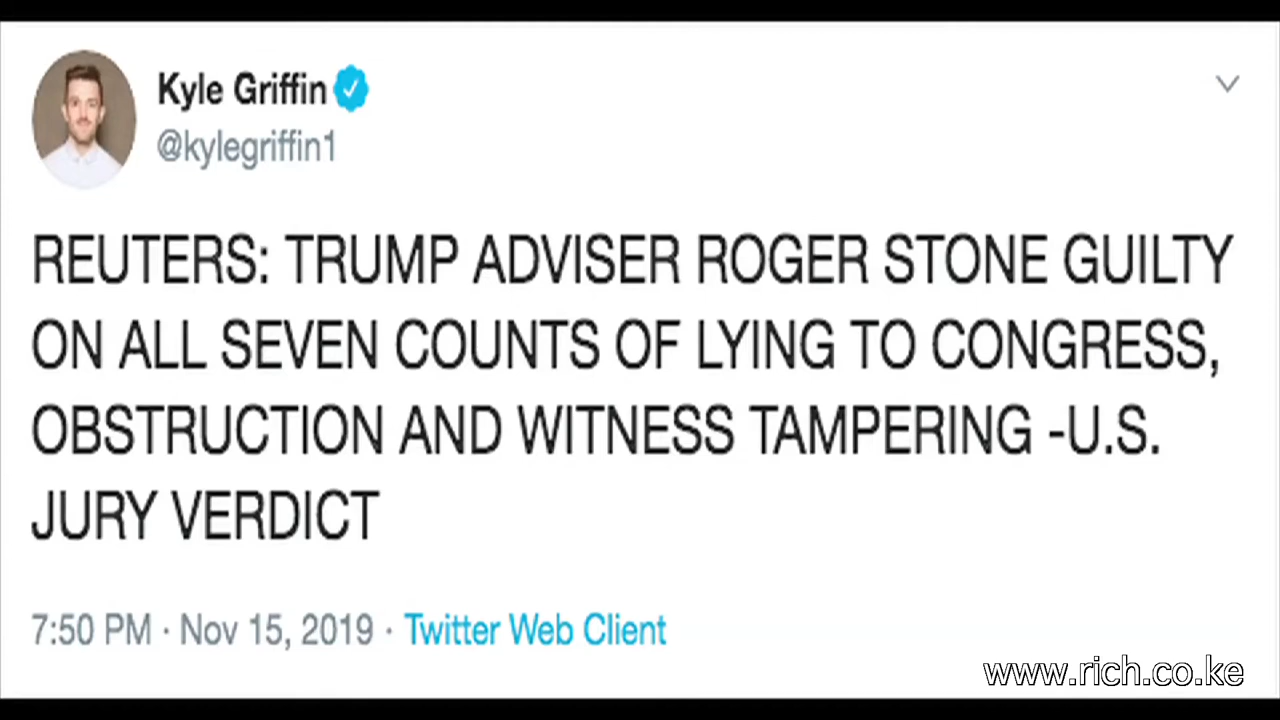 Kyle Griffin
@kylegriffin1
REUTERS: TRUMP ADVISER ROGER STONE GUILTY
ON ALL SEVEN COUNTS OF LYING TO CONGRESS,
OBSTRUCTION AND WITNESS TAMPERING -U.S.
JURY VERDICT
7:50 PM · Nov 15, 2019 · Twitter Web Client
www.rich.co.ke